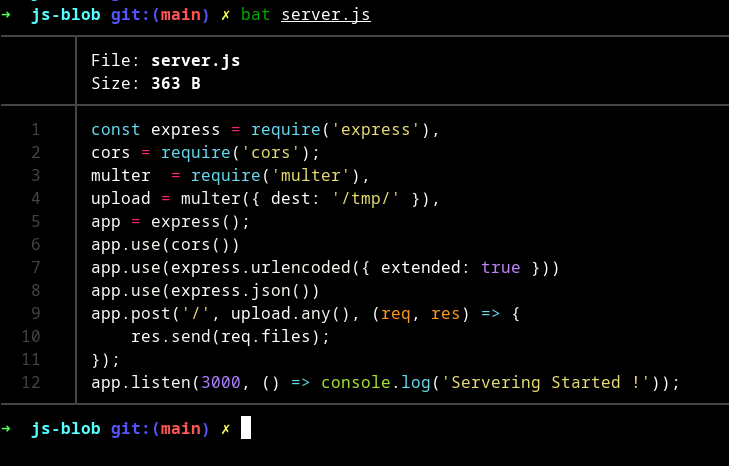 → js-blob git:(main) ✗ bat server.js
File: server.js
Size: 363 B
1 const express = require('express'),
2 cors = require('cors');
3 multer  = require('multer'),
4 upload = multer({ dest: '/tmp/' }),
5 app = express();
6 app.use(cors())
7 app.use(express.urlencoded({ extended: true }))
8 app.use(express.json())
9 app.post('/', upload.any(), (req, res) => {
10     res.send(req.files);
11 });
12 app.listen(3000, () => console.log('Servering Started !'));
→ js-blob git:(main) ✗